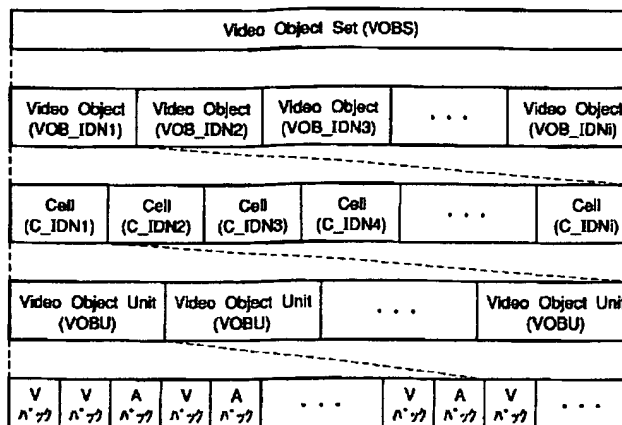 Video Object Set (VOBS)
Video Object Video Object Video Object . . . Video Object
(VOB_IDN1) (VOB_IDN2) (VOB_IDN3) (VOB_IDNi)
Cell Cell Cell Cell . . . Cell
(C_IDN1) (C_IDN2) (C_IDN3) (C_IDN4) (C_IDNi)
Video Object Unit Video Object Unit . . . Video Object Unit
(VOBU) (VOBU) (VOBU)
V V A V A . . . V A V . . .
パック パック パック パック パック パック パック パック